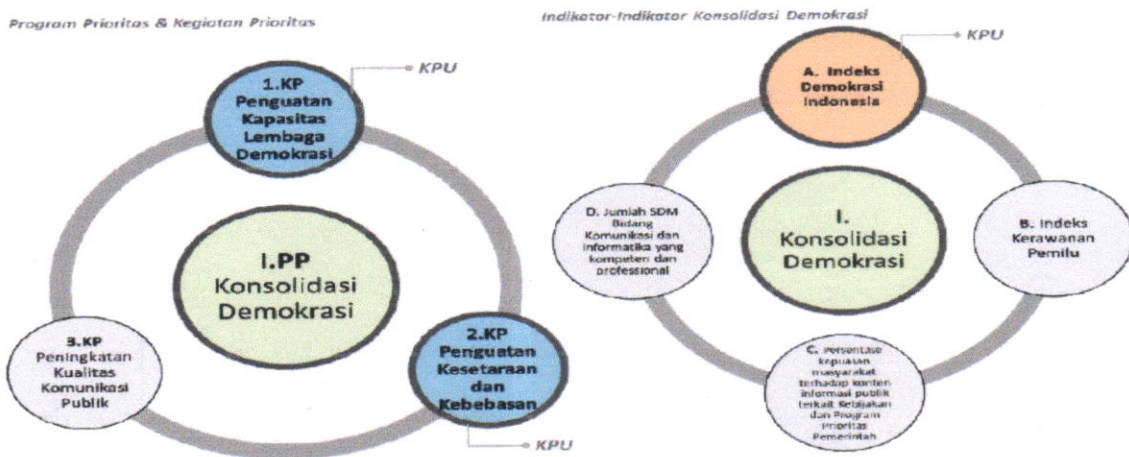 Program Prioritas & Kegiatan Prioritas
KPU
1.KP
Penguatan
Kapasitas
Lembaga
Demokrasi
I.PP
Konsolidasi
Demokrasi
3.KP
Peningkatan
Kualitas
Komunikasi
Publik
2.KP
Penguatan
Kesetaraan
dan
Kebebasan
KPU
Indikator-Indikator Konsolidasi Demokrasi
KPU
A. Indeks
Demokrasi
Indonesia
D. Jumlah SDM
Bidang
Komunikasi dan
Informatika yang
kompeten dan
professional
I.
Konsolidasi
Demokrasi
B. Indeks
Kerawanan
Pemilu
C. Persentase
kepuasan
masyarakat
terhadap konten
informasi publik
terkait Kebijakan
dan Program
Prioritas
Pemerintah